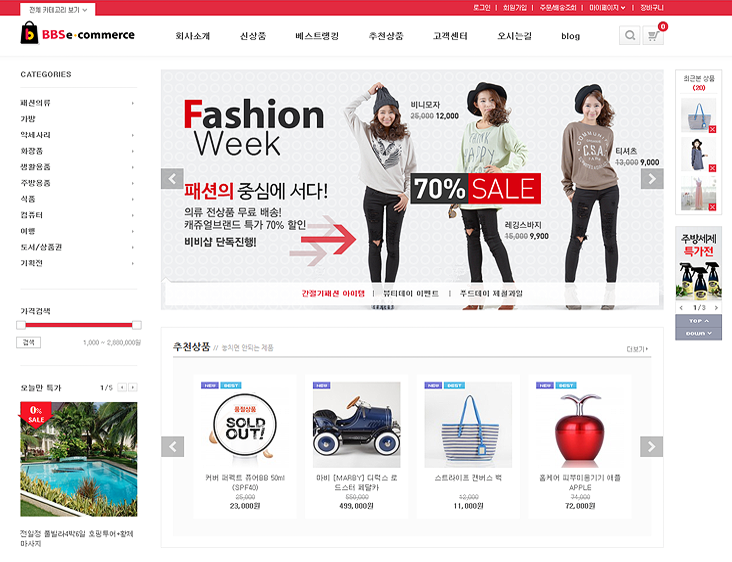 전체 카테고리 보기
로그인 | 회원가입 | 주문/배송조회 | 마이페이지 | 장바구니
BBS e·commerce
회사소개 신상품 베스트랭킹 추천상품 고객센터 오시는길 blog
0
CATEGORIES
패션의류
가방
악세사리
화장품
생활용품
주방용품
식품
컴퓨터
여행
도서/상품권
기획전
가격검색
검색 1,000 ~ 2,800,000원
오늘만 특가 1/5
0%
SALE
전일정 풀빌라4박6일 호핑투어+황제
마사지
Fashion
Week
패션의 중심에 서다!
의류 전상품 무료 배송!
캐쥬얼브랜드 특가 70% 할인
비비샵 단독진행!
비니모자
25,000 12,000
70% SALE
COMMUNITY
C.S.A.
티셔츠
13,000 9,000
레깅스바지
15,000 9,900
간절기패션 아이템 | 뷰티데이 이벤트 | 푸드데이 제철과일
추천상품 // 놓치면 안되는 제품
더보기
NEW BEST
품절상품
SOLD
OUT!
커버 퍼펙트 퓨어BB 50ml
(SPF40)
25,000
23,000원
NEW
마비 [MARBY] 디럭스 로
드스터 페달카
550,000
499,000원
NEW BEST
스트라이프 캔버스 백
12,000
11,000원
NEW BEST
홈케어 피부미용기기 애플
APPLE
74,000
72,000원
최근본 상품
(20)
주방세제
특가전
1/3
TOP
DOWN